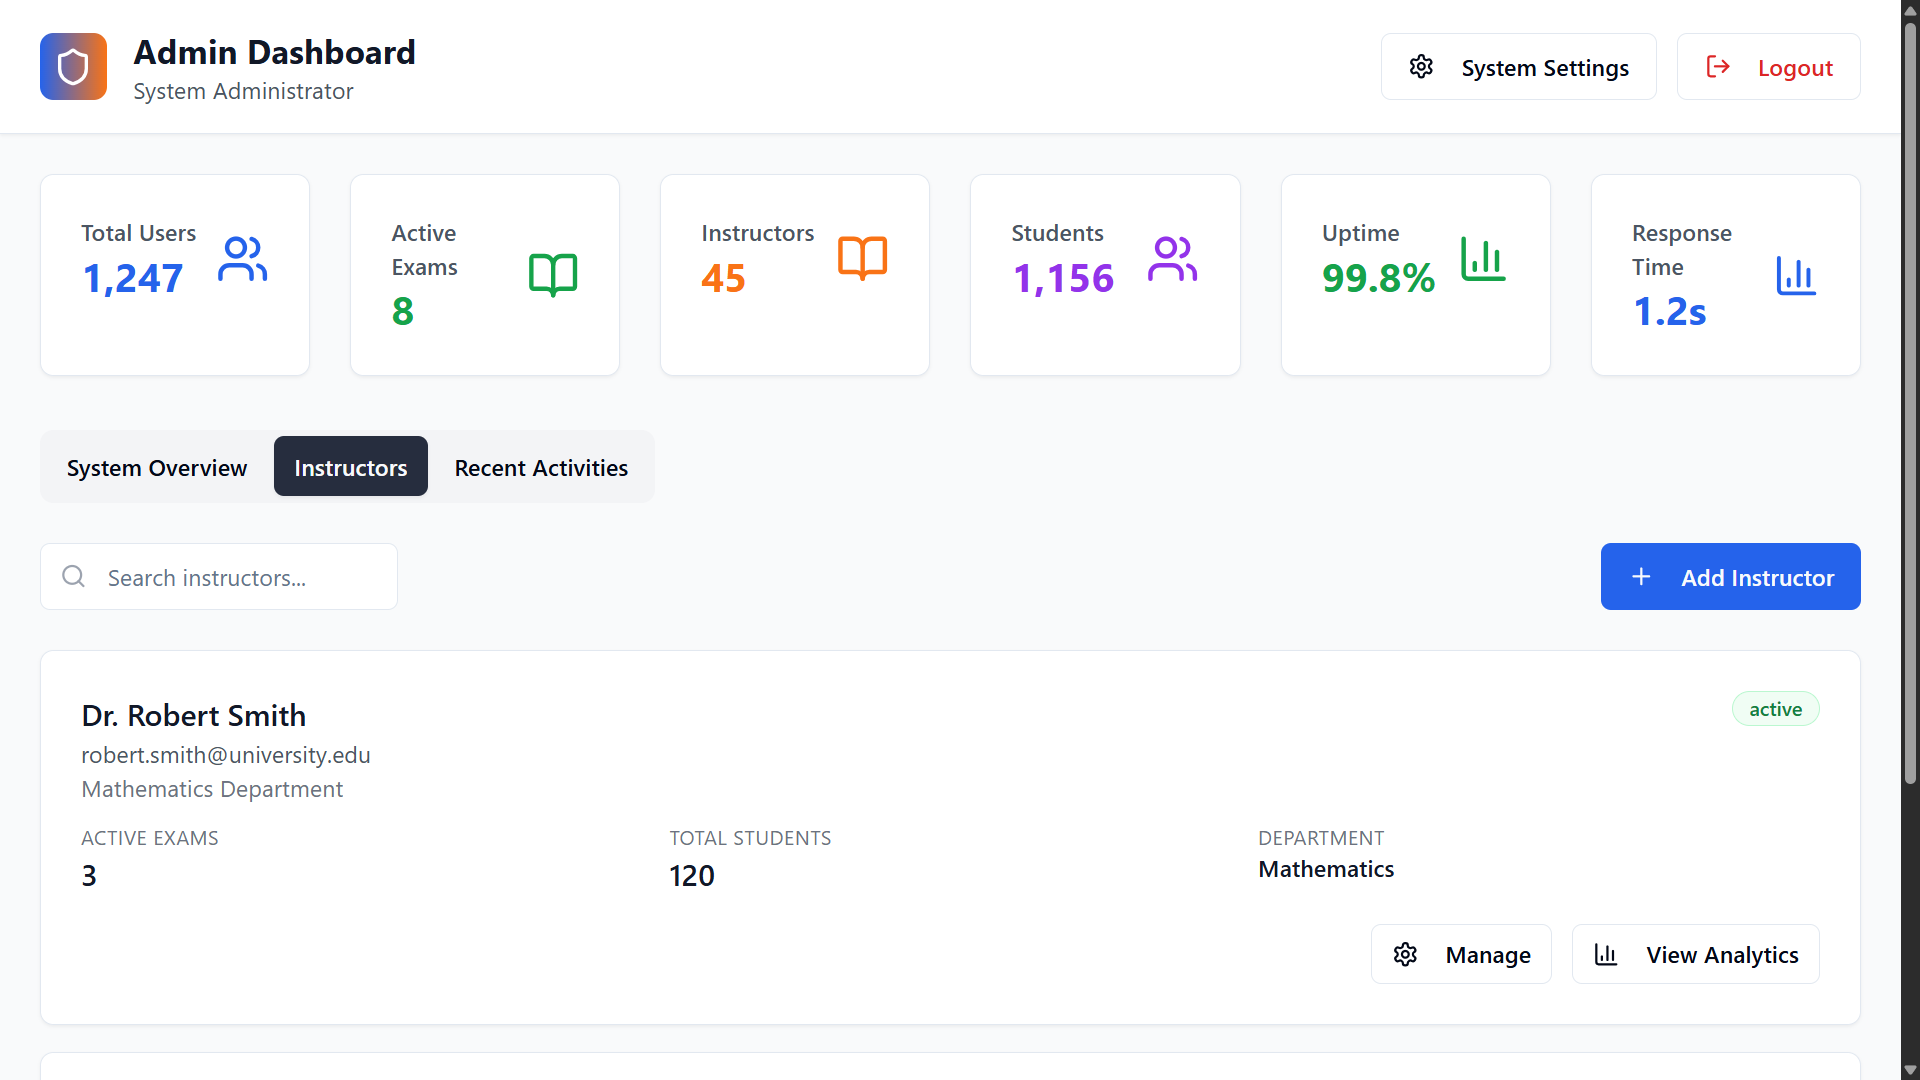 Admin Dashboard
System Administrator
System Settings
Logout
Total Users
1,247
Active
Exams
8
Instructors
45
Students
1,156
Uptime
99.8%
Response
Time
1.2s
System Overview
Instructors
Recent Activities
Search instructors...
Add Instructor
Dr. Robert Smith
active
robert.smith@university.edu
Mathematics Department
ACTIVE EXAMS
3
TOTAL STUDENTS
120
DEPARTMENT
Mathematics
Manage
View Analytics